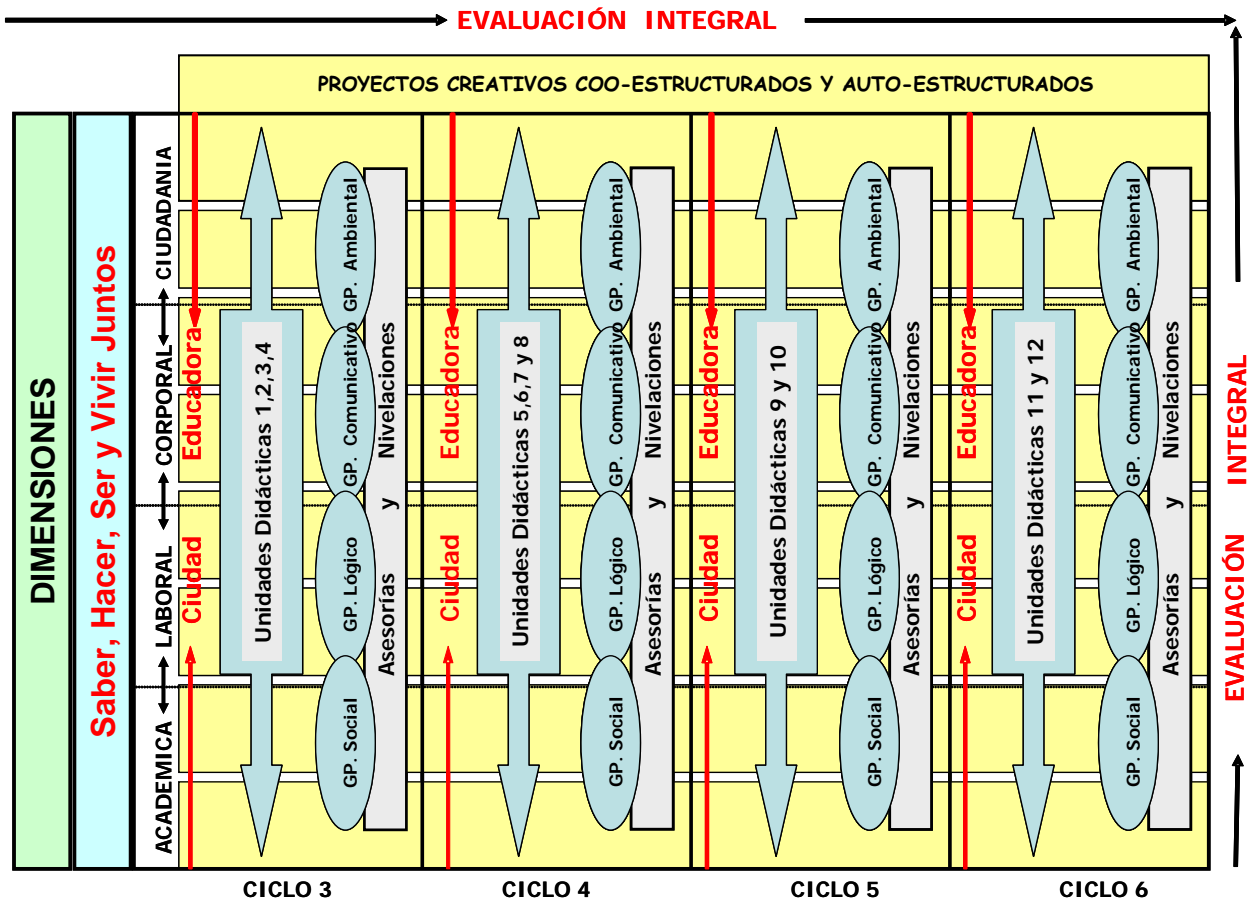 EVALUACIÓN INTEGRAL
PROYECTOS CREATIVOS COO-ESTRUCTURADOS Y AUTO-ESTRUCTURADOS
DIMENSIONES
Saber, Hacer, Ser y Vivir Juntos
ACADEMICA
LABORAL
CORPORAL
CIUDADANIA
Ciudad Educadora
Unidades Didácticas 1,2,3,4
GP. Social
GP. Lógico
GP. Comunicativo
GP. Ambiental
Asesorías y Nivelaciones
Ciudad Educadora
Unidades Didácticas 5,6,7 y 8
GP. Social
GP. Lógico
GP. Comunicativo
GP. Ambiental
Asesorías y Nivelaciones
Ciudad Educadora
Unidades Didácticas 9 y 10
GP. Social
GP. Lógico
GP. Comunicativo
GP. Ambiental
Asesorías y Nivelaciones
Ciudad Educadora
Unidades Didácticas 11 y 12
GP. Social
GP. Lógico
GP. Comunicativo
GP. Ambiental
Asesorías y Nivelaciones
EVALUACIÓN INTEGRAL
CICLO 3
CICLO 4
CICLO 5
CICLO 6